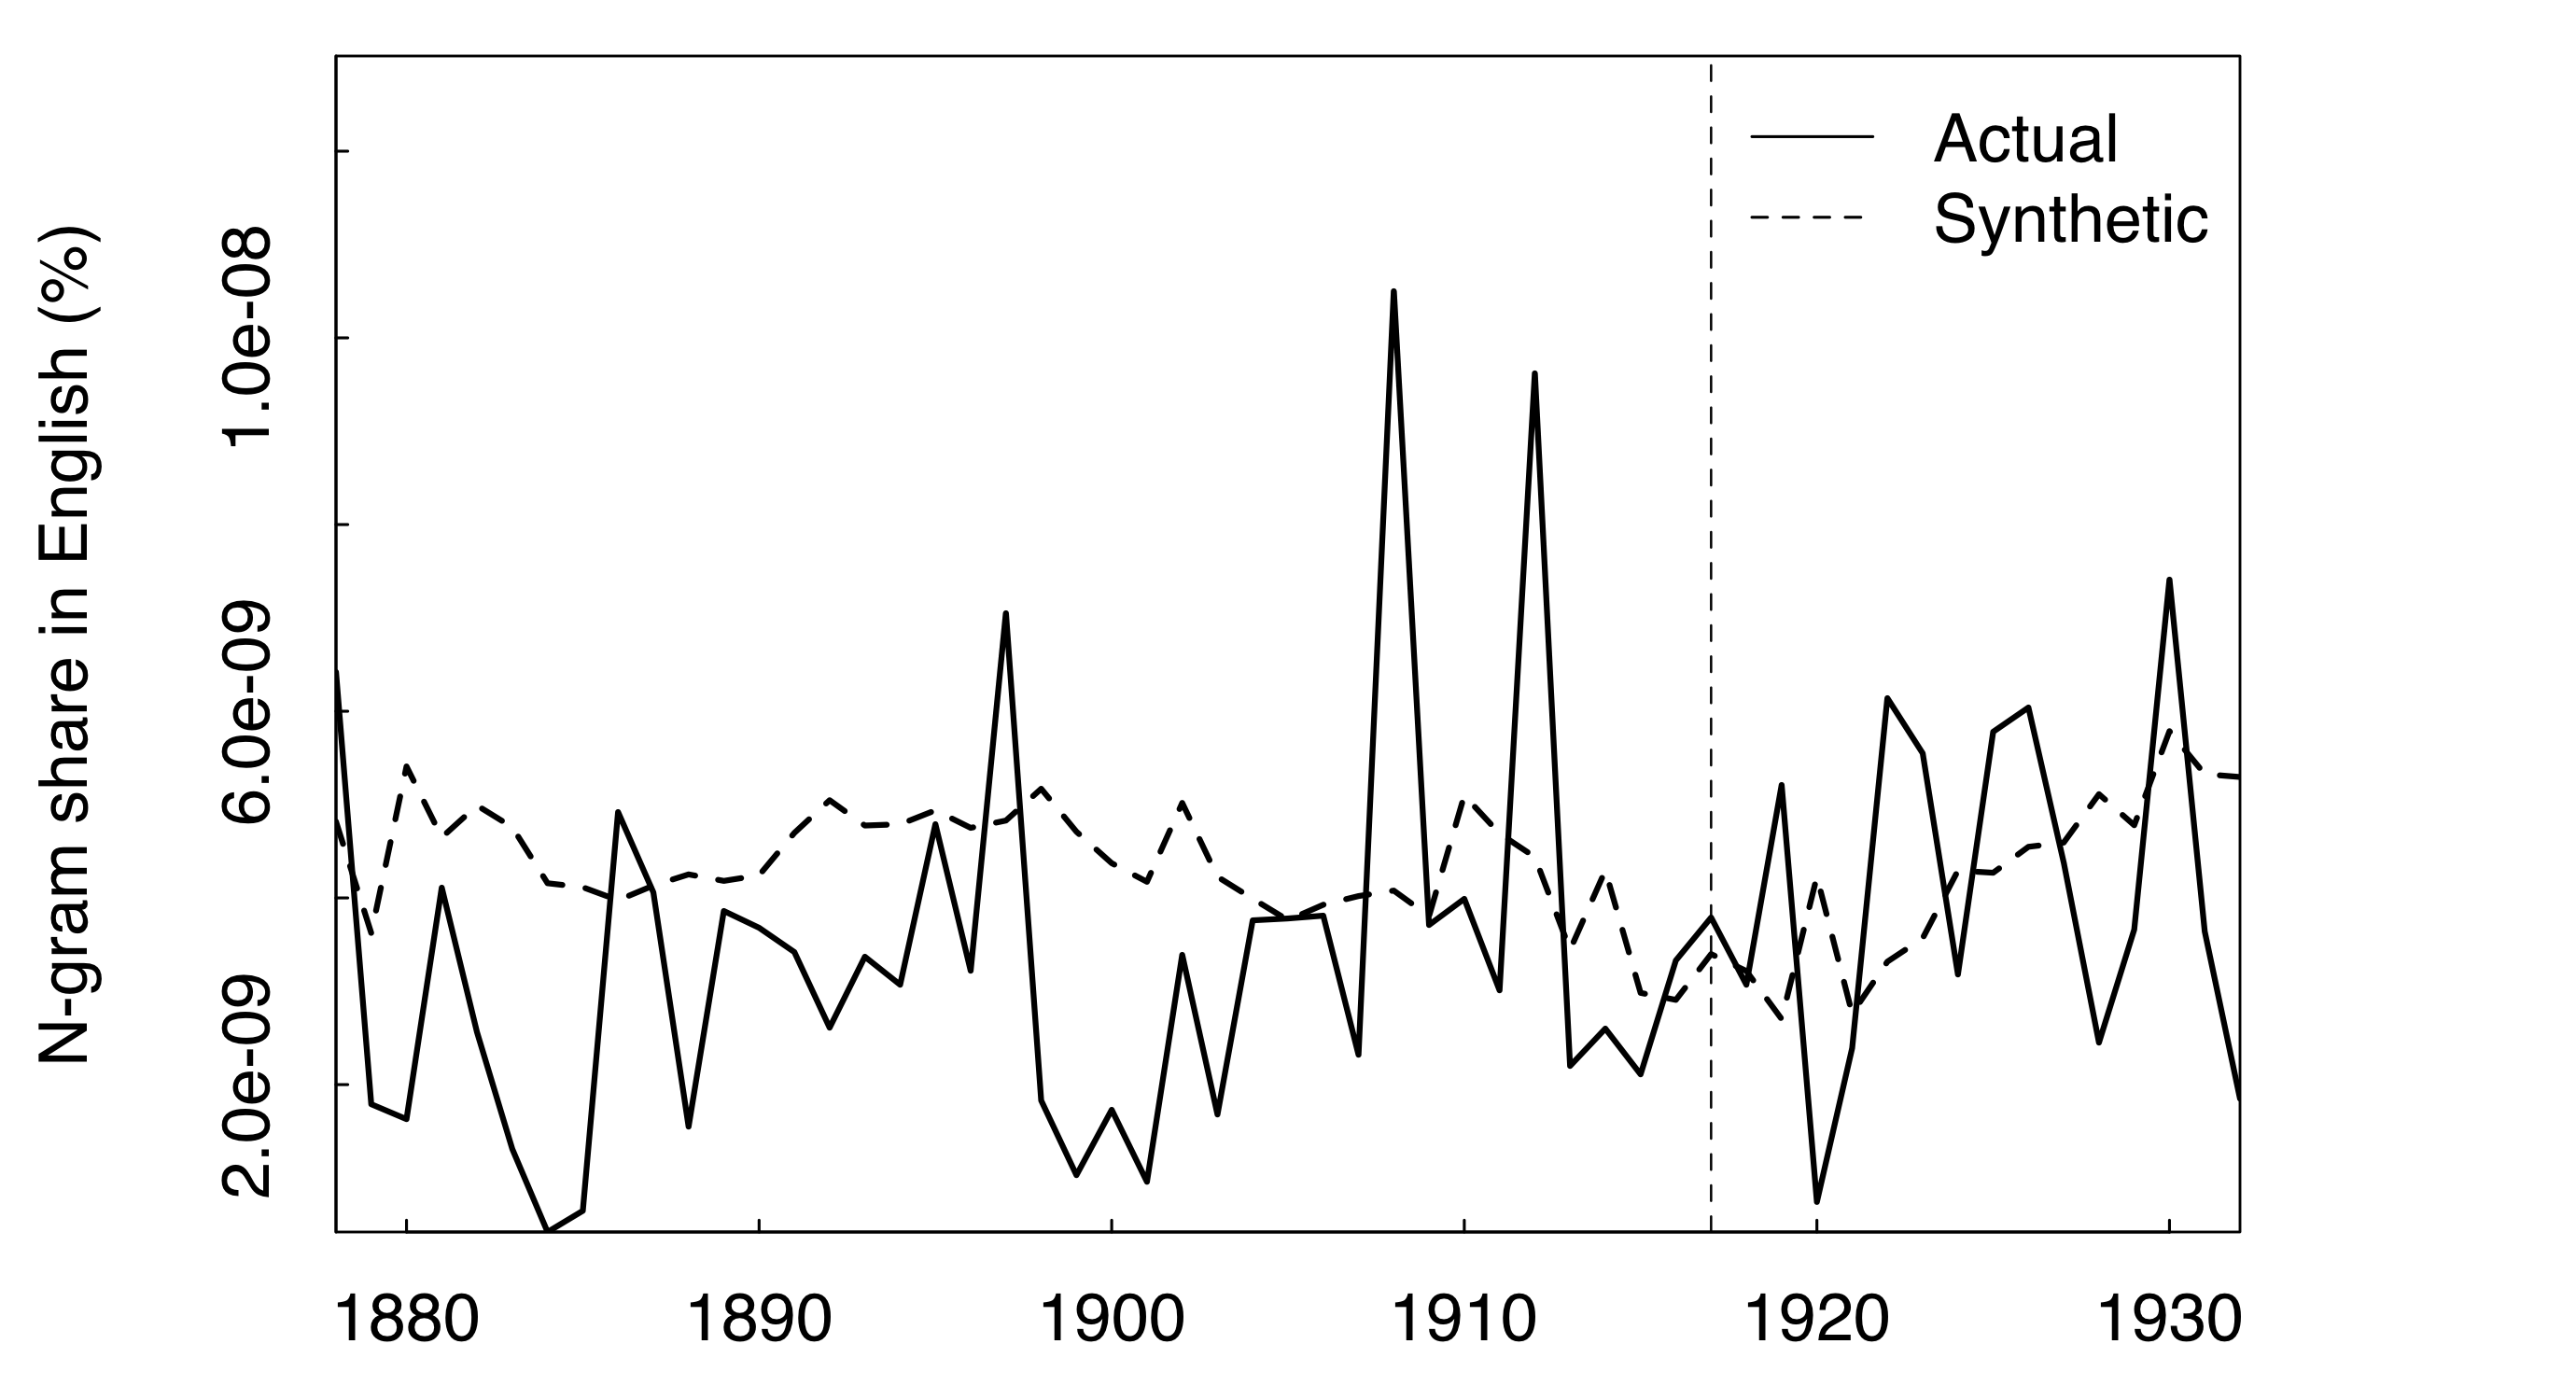 N-gram share in English (%)
1.0e-08
6.0e-09
2.0e-09
Actual
Synthetic
1880 1890 1900 1910 1920 1930